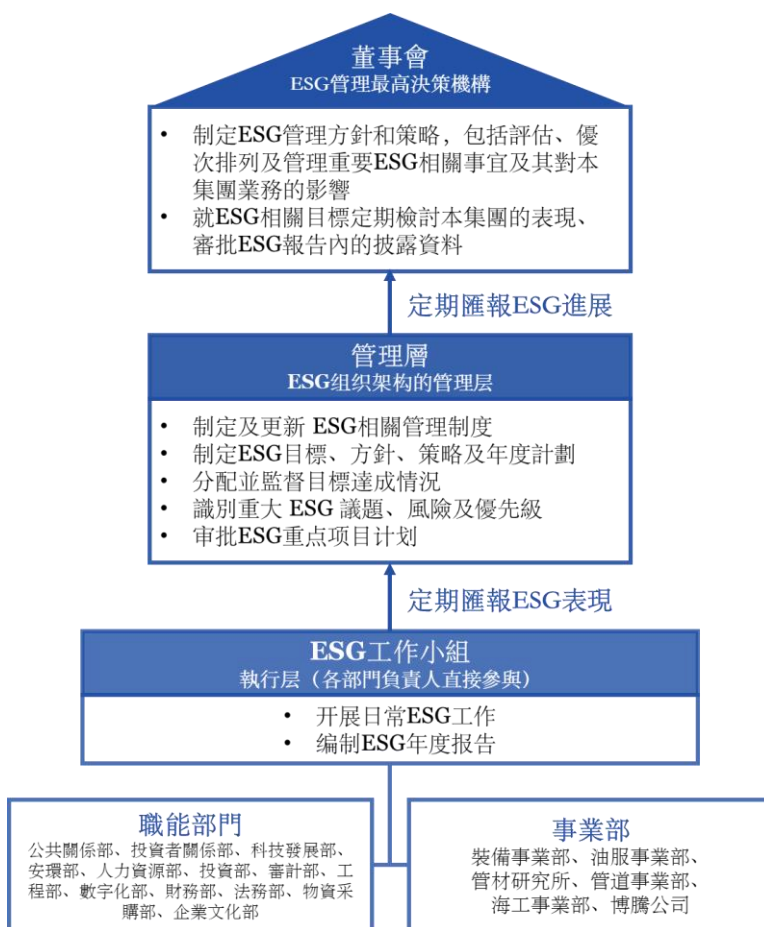 董事會
ESG管理最高決策機構
• 制定ESG管理方針和策略，包括評估、優
次排列及管理重要ESG相關事宜及其對本
集團業務的影響
• 就ESG相關目標定期檢討本集團的表現、
審批ESG報告內的披露資料
定期匯報ESG進展
管理層
ESG组织架构的管理层
• 制定及更新 ESG相關管理制度
• 制定ESG目標、方針、策略及年度計劃
• 分配並監督目標達成情況
• 識別重大 ESG 議題、風險及優先級
• 审批ESG重点项目计划
定期匯報ESG表現
ESG工作小組
執行层（各部門負責人直接參與）
• 开展日常ESG工作
• 编制ESG年度报告
職能部門
公共關係部、投資者關係部、科技發展部、
安環部、人力資源部、投資部、審計部、工
程部、數字化部、財務部、法務部、物資采
購部、企業文化部
事業部
裝備事業部、油服事業部、
管材研究所、管道事業部、
海工事業部、博騰公司